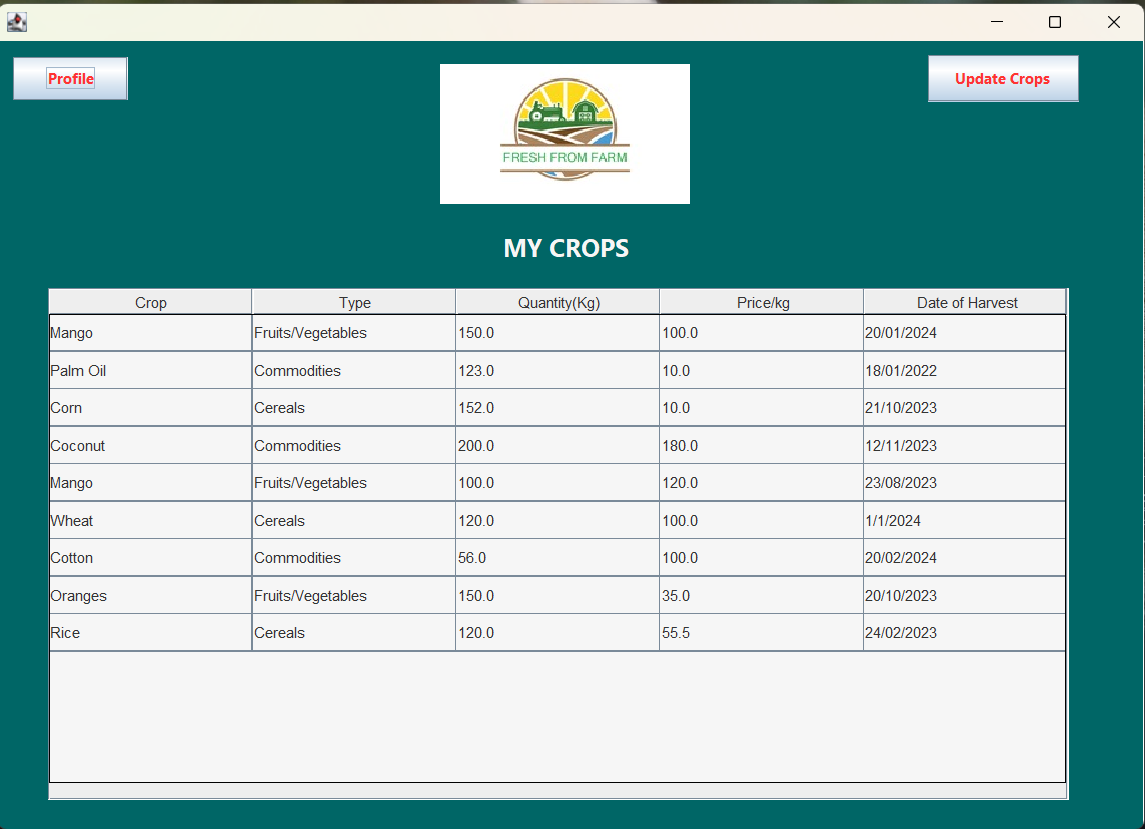 Profile
Update Crops
FRESH FROM FARM
MY CROPS
Crop Type Quantity(Kg) Price/kg Date of Harvest
Mango Fruits/Vegetables 150.0 100.0 20/01/2024
Palm Oil Commodities 123.0 10.0 18/01/2022
Corn Cereals 152.0 10.0 21/10/2023
Coconut Commodities 200.0 180.0 12/11/2023
Mango Fruits/Vegetables 100.0 120.0 23/08/2023
Wheat Cereals 120.0 100.0 1/1/2024
Cotton Commodities 56.0 100.0 20/02/2024
Oranges Fruits/Vegetables 150.0 35.0 20/10/2023
Rice Cereals 120.0 55.5 24/02/2023